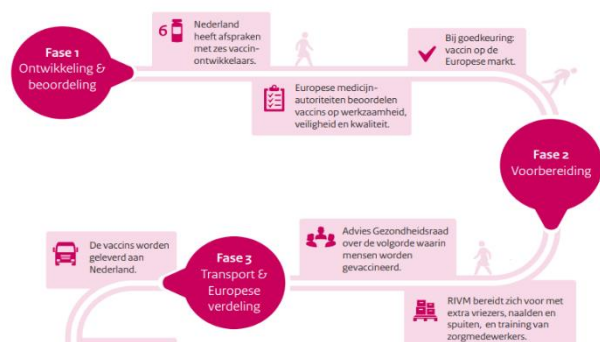 Fase 1
Ontwikkeling &
beoordeling
6
Nederland
heeft afspraken
met zes vaccin-
ontwikkelaars.
Europese medicijn-
autoriteiten beoordelen
vaccins op werkzaamheid,
veiligheid en kwaliteit.
Bij goedkeuring:
vaccin op de
Europese markt.
Fase 2
Voorbereiding
Advies Gezondheidsraad
over de volgorde waarin
mensen worden
gevaccineerd.
RIVM bereidt zich voor met
extra vriezers, naalden en
spuiten, en training van
zorgmedewerkers.
Fase 3
Transport &
Europese
verdeling
De vaccins worden
geleverd aan
Nederland.